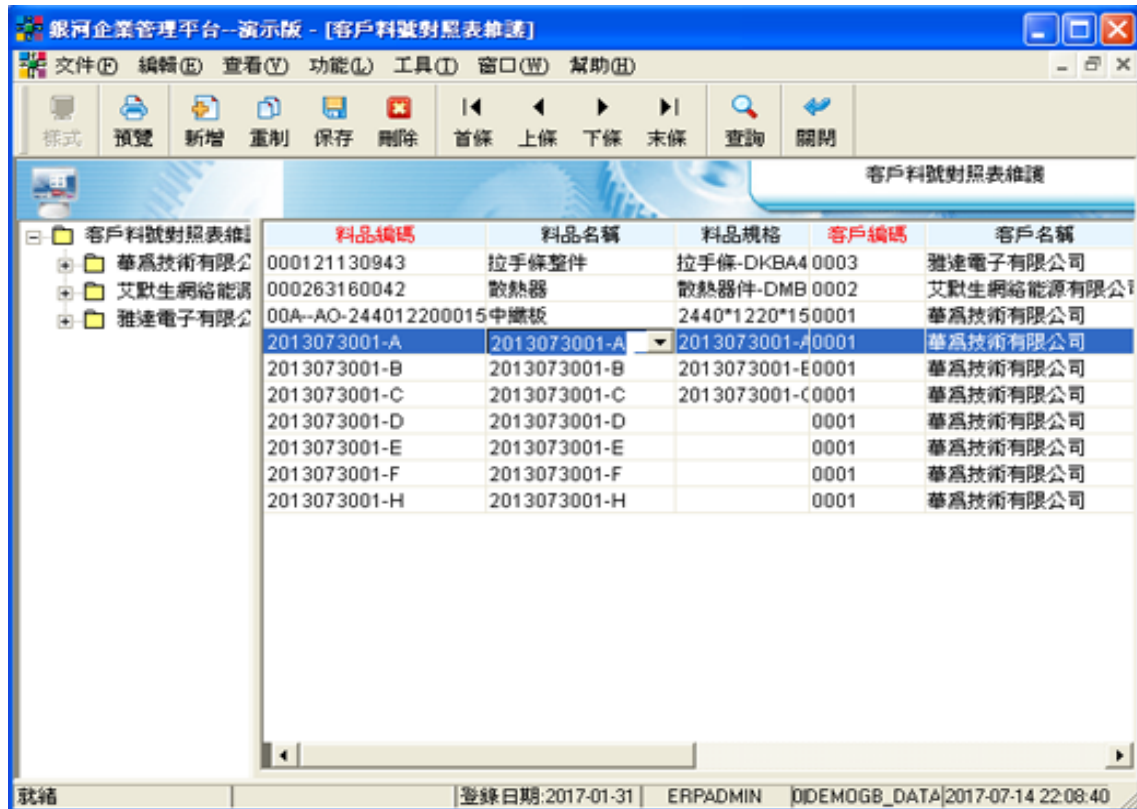 銀河企業管理平台--演示版 - [客戶料號對照表維護]
文件(F) 編輯(E) 查看(V) 功能(L) 工具(T) 窗口(W) 幫助(H)
樣式 預覽 新增 重制 保存 刪除 首條 上條 下條 末條 查詢 關閉
客戶料號對照表維護
客戶料號對照表維護
華爲技術有限公
艾默生網絡能源
雅達電子有限公
料品編碼 料品名稱 料品規格 客戶編碼 客戶名稱
000121130943 拉手條整件 拉手條-DKBA4 0003 雅達電子有限公司
000263160042 散熱器 散熱器件-DMB 0002 艾默生網絡能源有限公司
00A--AO-244012200015 中纖板 2440*1220*15 0001 華爲技術有限公司
2013073001-A 2013073001-A 2013073001-A 0001 華爲技術有限公司
2013073001-B 2013073001-B 2013073001-B 0001 華爲技術有限公司
2013073001-C 2013073001-C 2013073001-C 0001 華爲技術有限公司
2013073001-D 2013073001-D 0001 華爲技術有限公司
2013073001-E 2013073001-E 0001 華爲技術有限公司
2013073001-F 2013073001-F 0001 華爲技術有限公司
2013073001-H 2013073001-H 0001 華爲技術有限公司
就緒 登錄日期:2017-01-31 ERPADMIN DEMOGB_DATA 2017-07-14 22:08:40